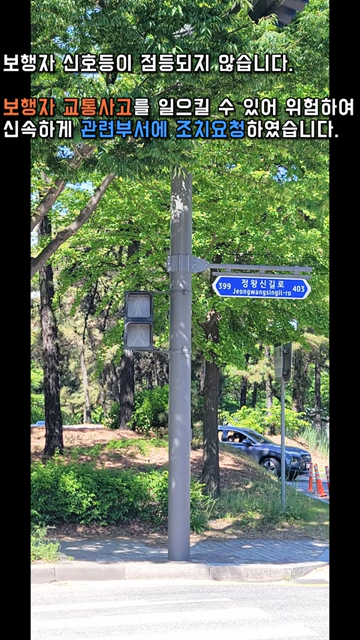 보행자 신호등이 점등되지 않습니다.
보행자 교통사고를 일으킬 수 있어 위험하여
신속하게 관련부서에 조치요청하였습니다.
399 정왕신길로 403
Jeongwangsingil-ro